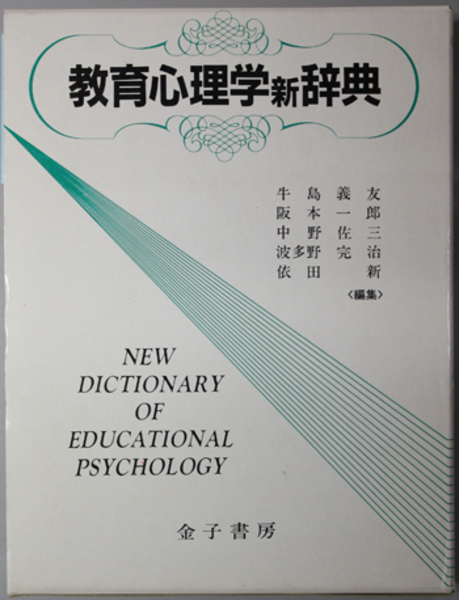 教育心理学新辞典
牛島義友
阪本一郎
中野佐三
波多野完治
依田新
〈編集〉
NEW
DICTIONARY
OF
EDUCATIONAL
PSYCHOLOGY
金子書房